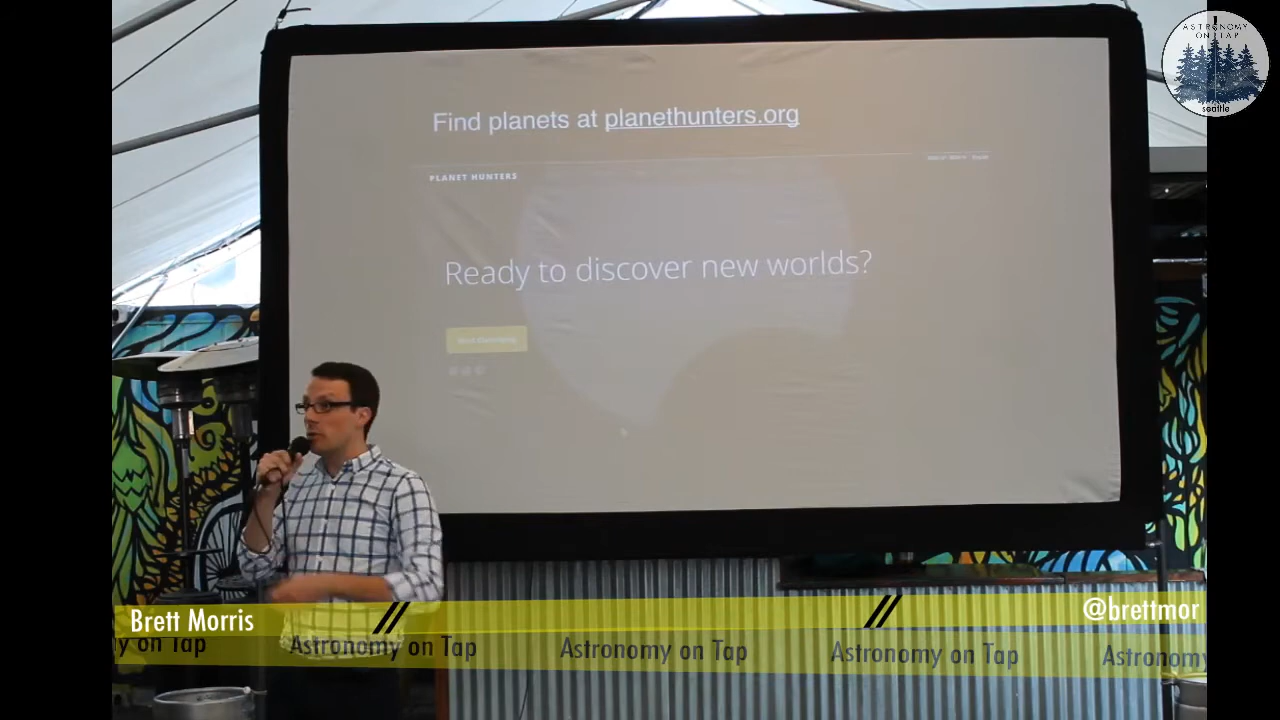 ASTRONOMY
ON TAP
seattle
Find planets at planethunters.org
PLANET HUNTERS
Ready to discover new worlds?
Brett Morris
@brettmor
y on Tap Astronomy on Tap Astronomy on Tap Astronomy on Tap Astronomy